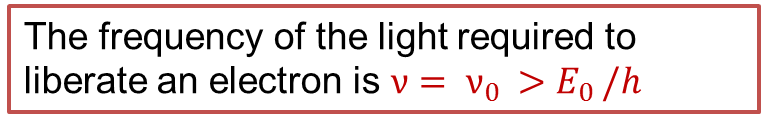 The frequency of the light required to
liberate an electron is ν = ν₀ > E₀ /h